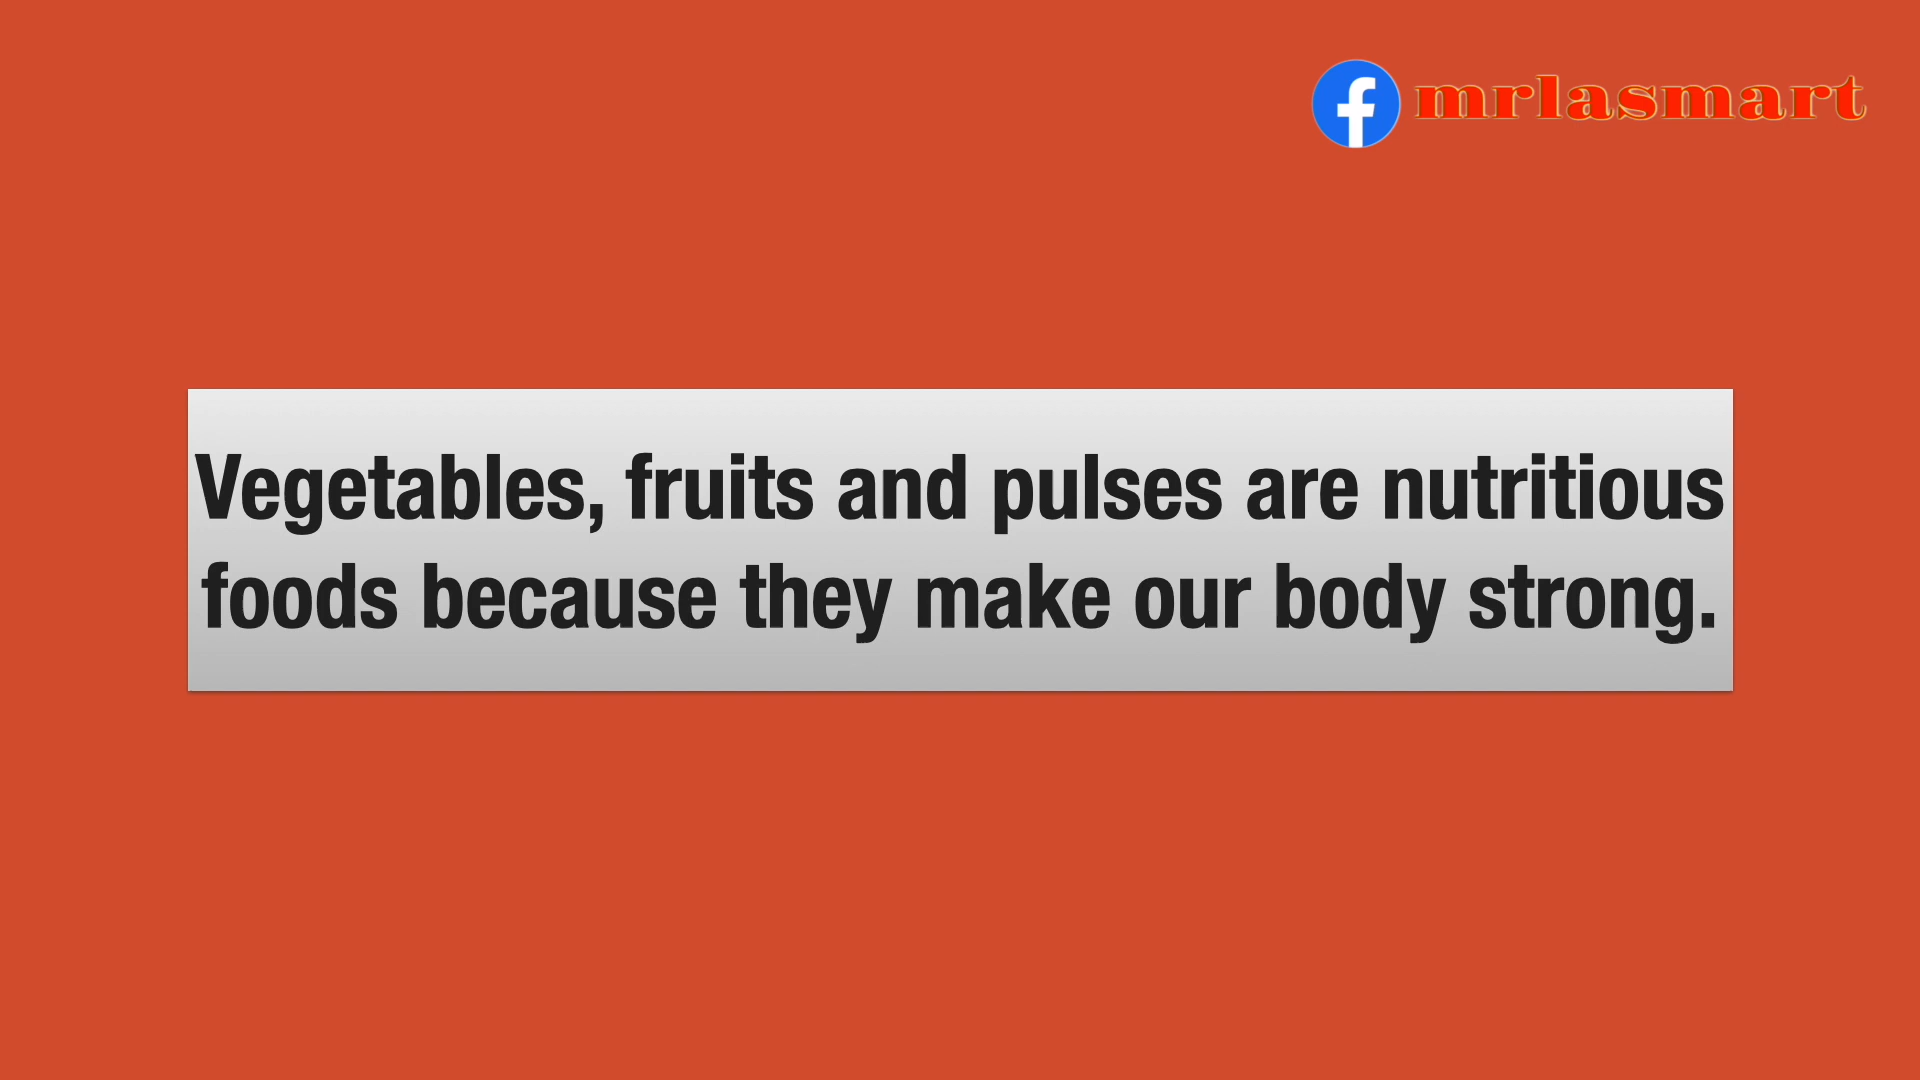 mrlasmart
Vegetables, fruits and pulses are nutritious
foods because they make our body strong.